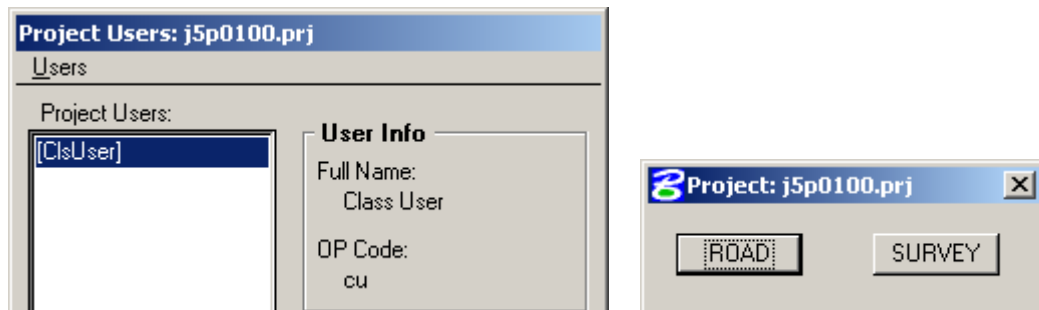 Project Users: j5p0100.prj
Users
Project Users:
[ClsUser]
User Info
Full Name:
Class User
OP Code:
cu
Project: j5p0100.prj
ROAD
SURVEY